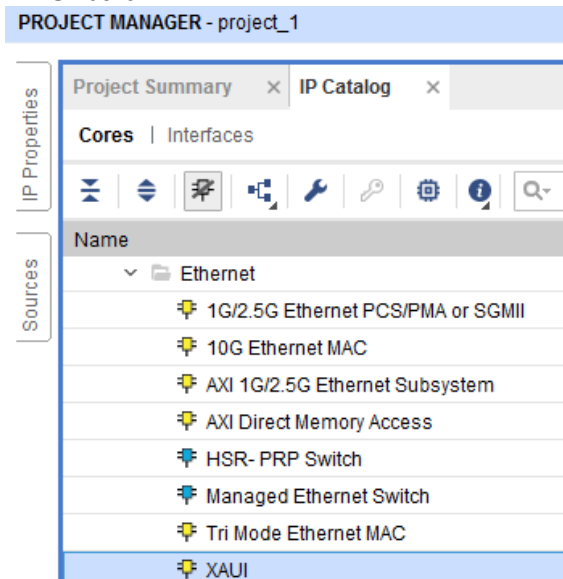 PROJECT MANAGER - project_1
IP Properties
Sources
Project Summary × IP Catalog ×
Cores | Interfaces
Name
Ethernet
1G/2.5G Ethernet PCS/PMA or SGMII
10G Ethernet MAC
AXI 1G/2.5G Ethernet Subsystem
AXI Direct Memory Access
HSR- PRP Switch
Managed Ethernet Switch
Tri Mode Ethernet MAC
XAUI